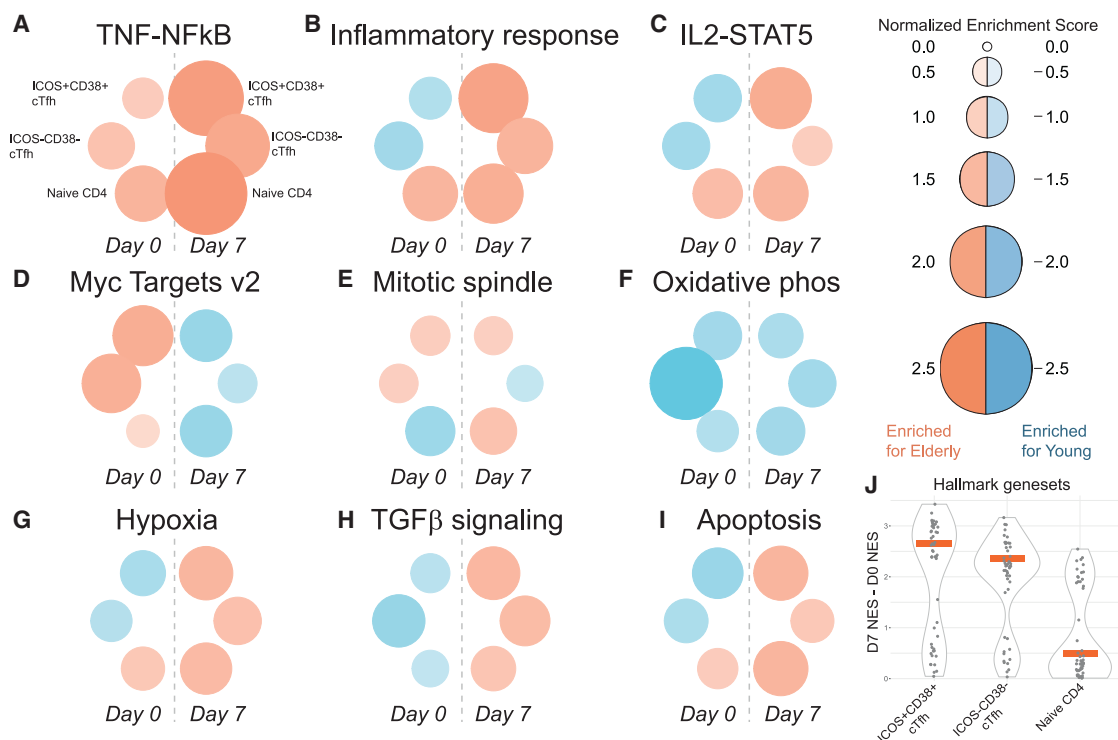 A
TNF-NFkB
ICOS+CD38+
cTfh
ICOS+CD38+
cTfh
ICOS-CD38-
cTfh
ICOS-CD38-
cTfh
Naive CD4
Naive CD4
Day 0
Day 7
B
Inflammatory response
Day 0
Day 7
C
IL2-STAT5
Day 0
Day 7
Normalized Enrichment Score
0.0
0.0
0.5
−0.5
1.0
−1.0
1.5
−1.5
2.0
−2.0
2.5
−2.5
Enriched
for Elderly
Enriched
for Young
D
Myc Targets v2
Day 0
Day 7
E
Mitotic spindle
Day 0
Day 7
F
Oxidative phos
Day 0
Day 7
G
Hypoxia
Day 0
Day 7
H
TGFβ signaling
Day 0
Day 7
I
Apoptosis
Day 0
Day 7
J
Hallmark genesets
D7 NES - D0 NES
3
2
1
0
ICOS+CD38+
cTfh
ICOS-CD38-
cTfh
Naive CD4